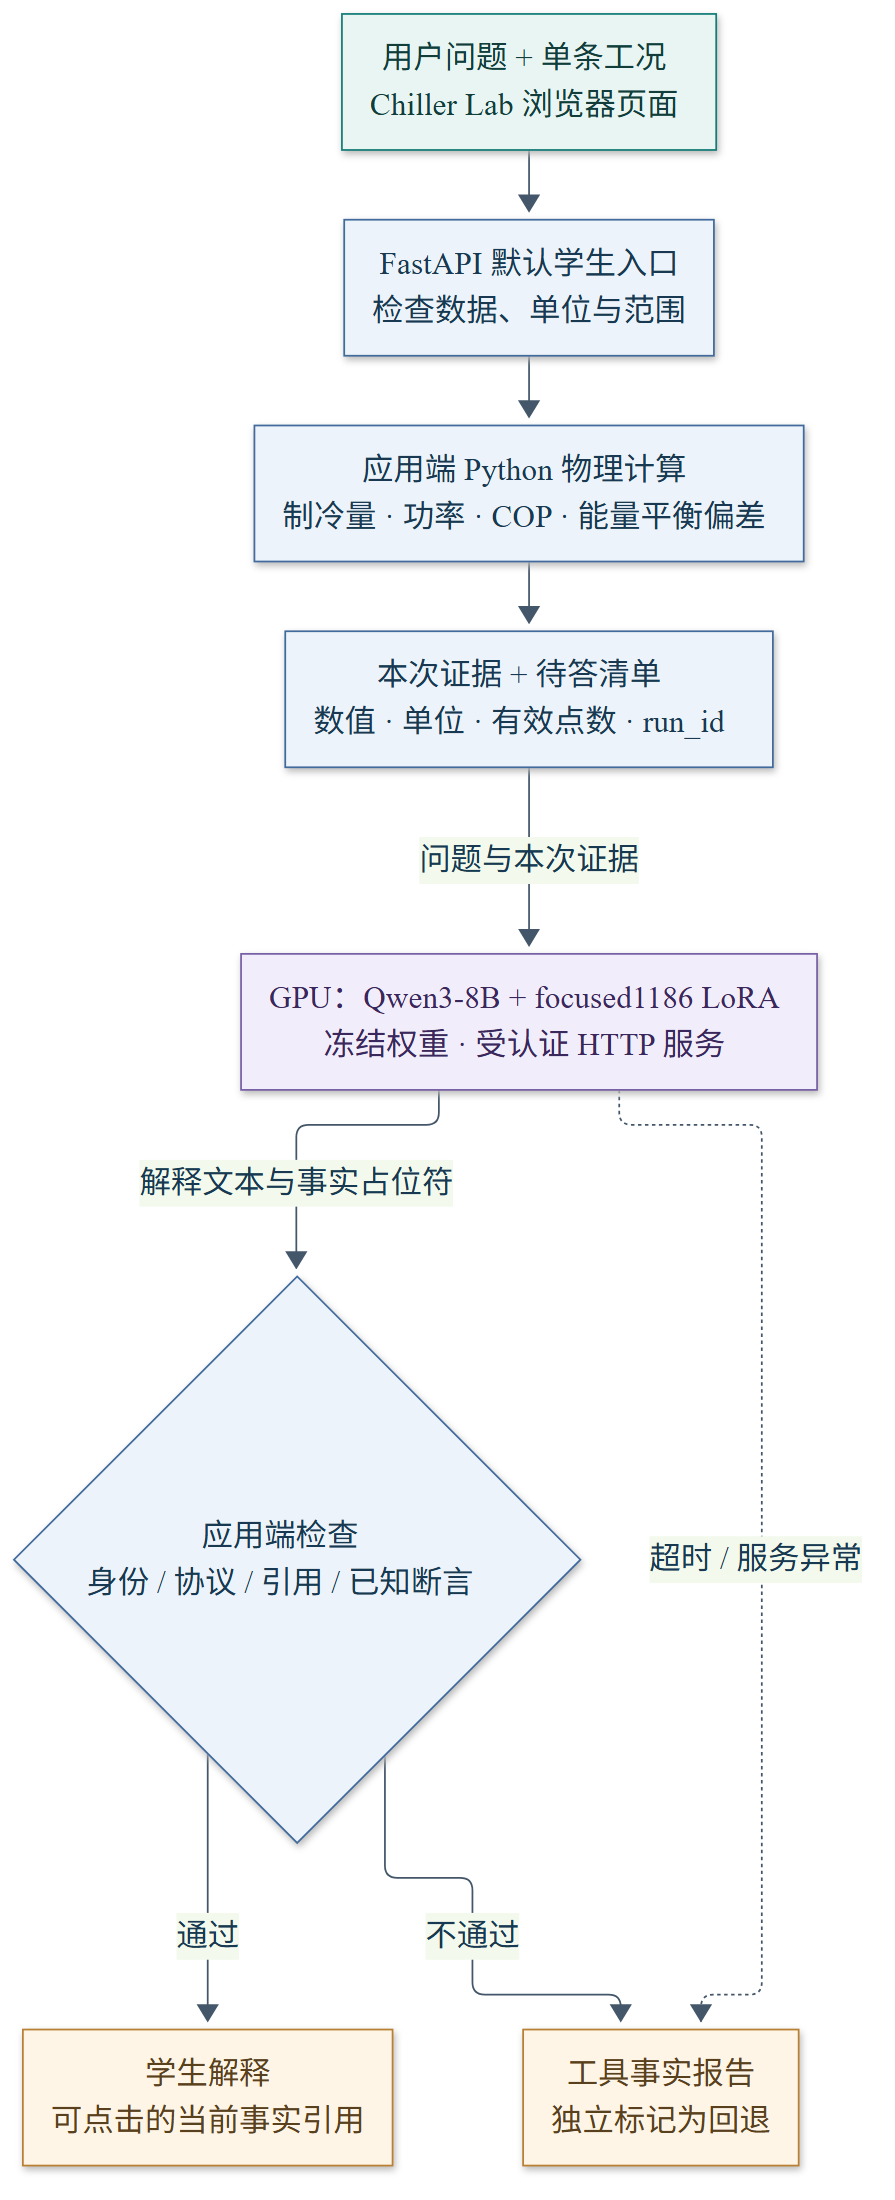 用户问题 + 单条工况
Chiller Lab 浏览器页面
FastAPI 默认学生入口
检查数据、单位与范围
应用端 Python 物理计算
制冷量 · 功率 · COP · 能量平衡偏差
本次证据 + 待答清单
数值 · 单位 · 有效点数 · run_id
问题与本次证据
GPU：Qwen3-8B + focused1186 LoRA
冻结权重 · 受认证 HTTP 服务
解释文本与事实占位符
应用端检查
身份 / 协议 / 引用 / 已知断言
超时 / 服务异常
通过
不通过
学生解释
可点击的当前事实引用
工具事实报告
独立标记为回退